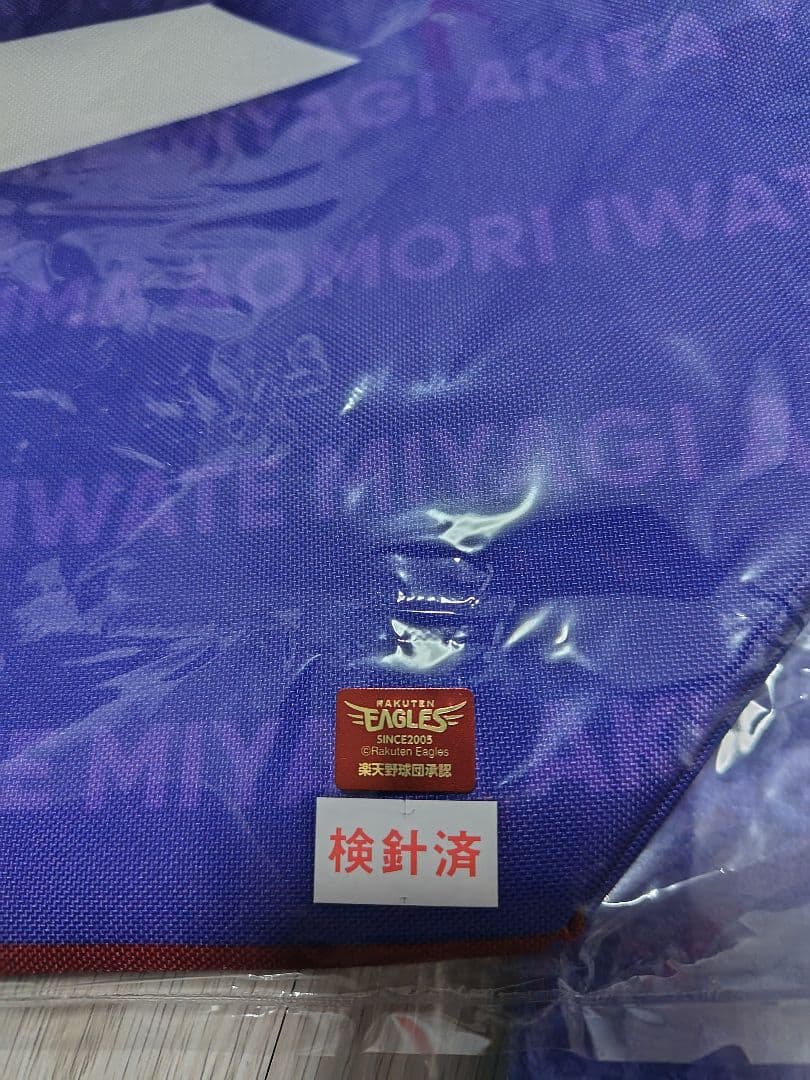 MIYAGI AKITA
AOMORI IWATE
IWATE MIYAGI
RAKUTEN
EAGLES
SINCE2005
©Rakuten Eagles
楽天野球団承認
検針済